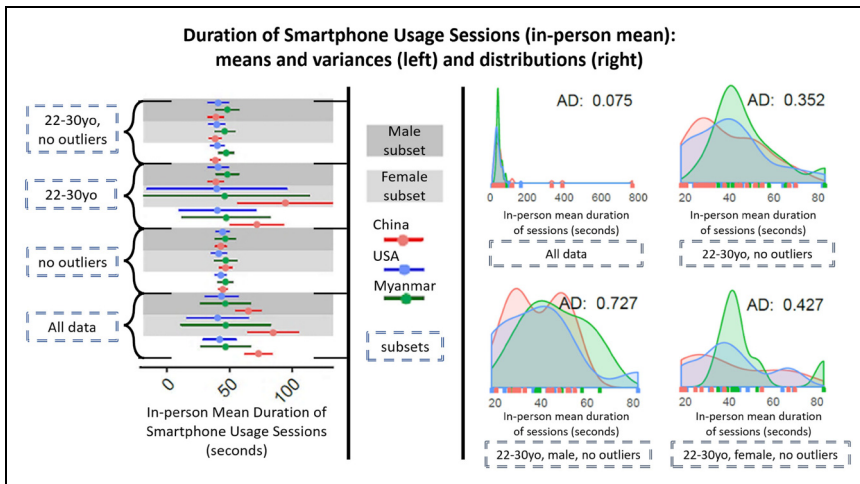 Duration of Smartphone Usage Sessions (in-person mean):
means and variances (left) and distributions (right)
22-30yo,
no outliers
22-30yo
no outliers
All data
0
50
100
In-person Mean Duration of
Smartphone Usage Sessions
(seconds)
Male
subset
Female
subset
China
USA
Myanmar
subsets
AD: 0.075
0 200 400 600 800
In-person mean duration
of sessions (seconds)
All data
AD: 0.352
20 40 60 80
In-person mean duration
of sessions (seconds)
22-30yo, no outliers
AD: 0.727
20 40 60 80
In-person mean duration
of sessions (seconds)
22-30yo, male, no outliers
AD: 0.427
20 40 60 80
In-person mean duration
of sessions (seconds)
22-30yo, female, no outliers